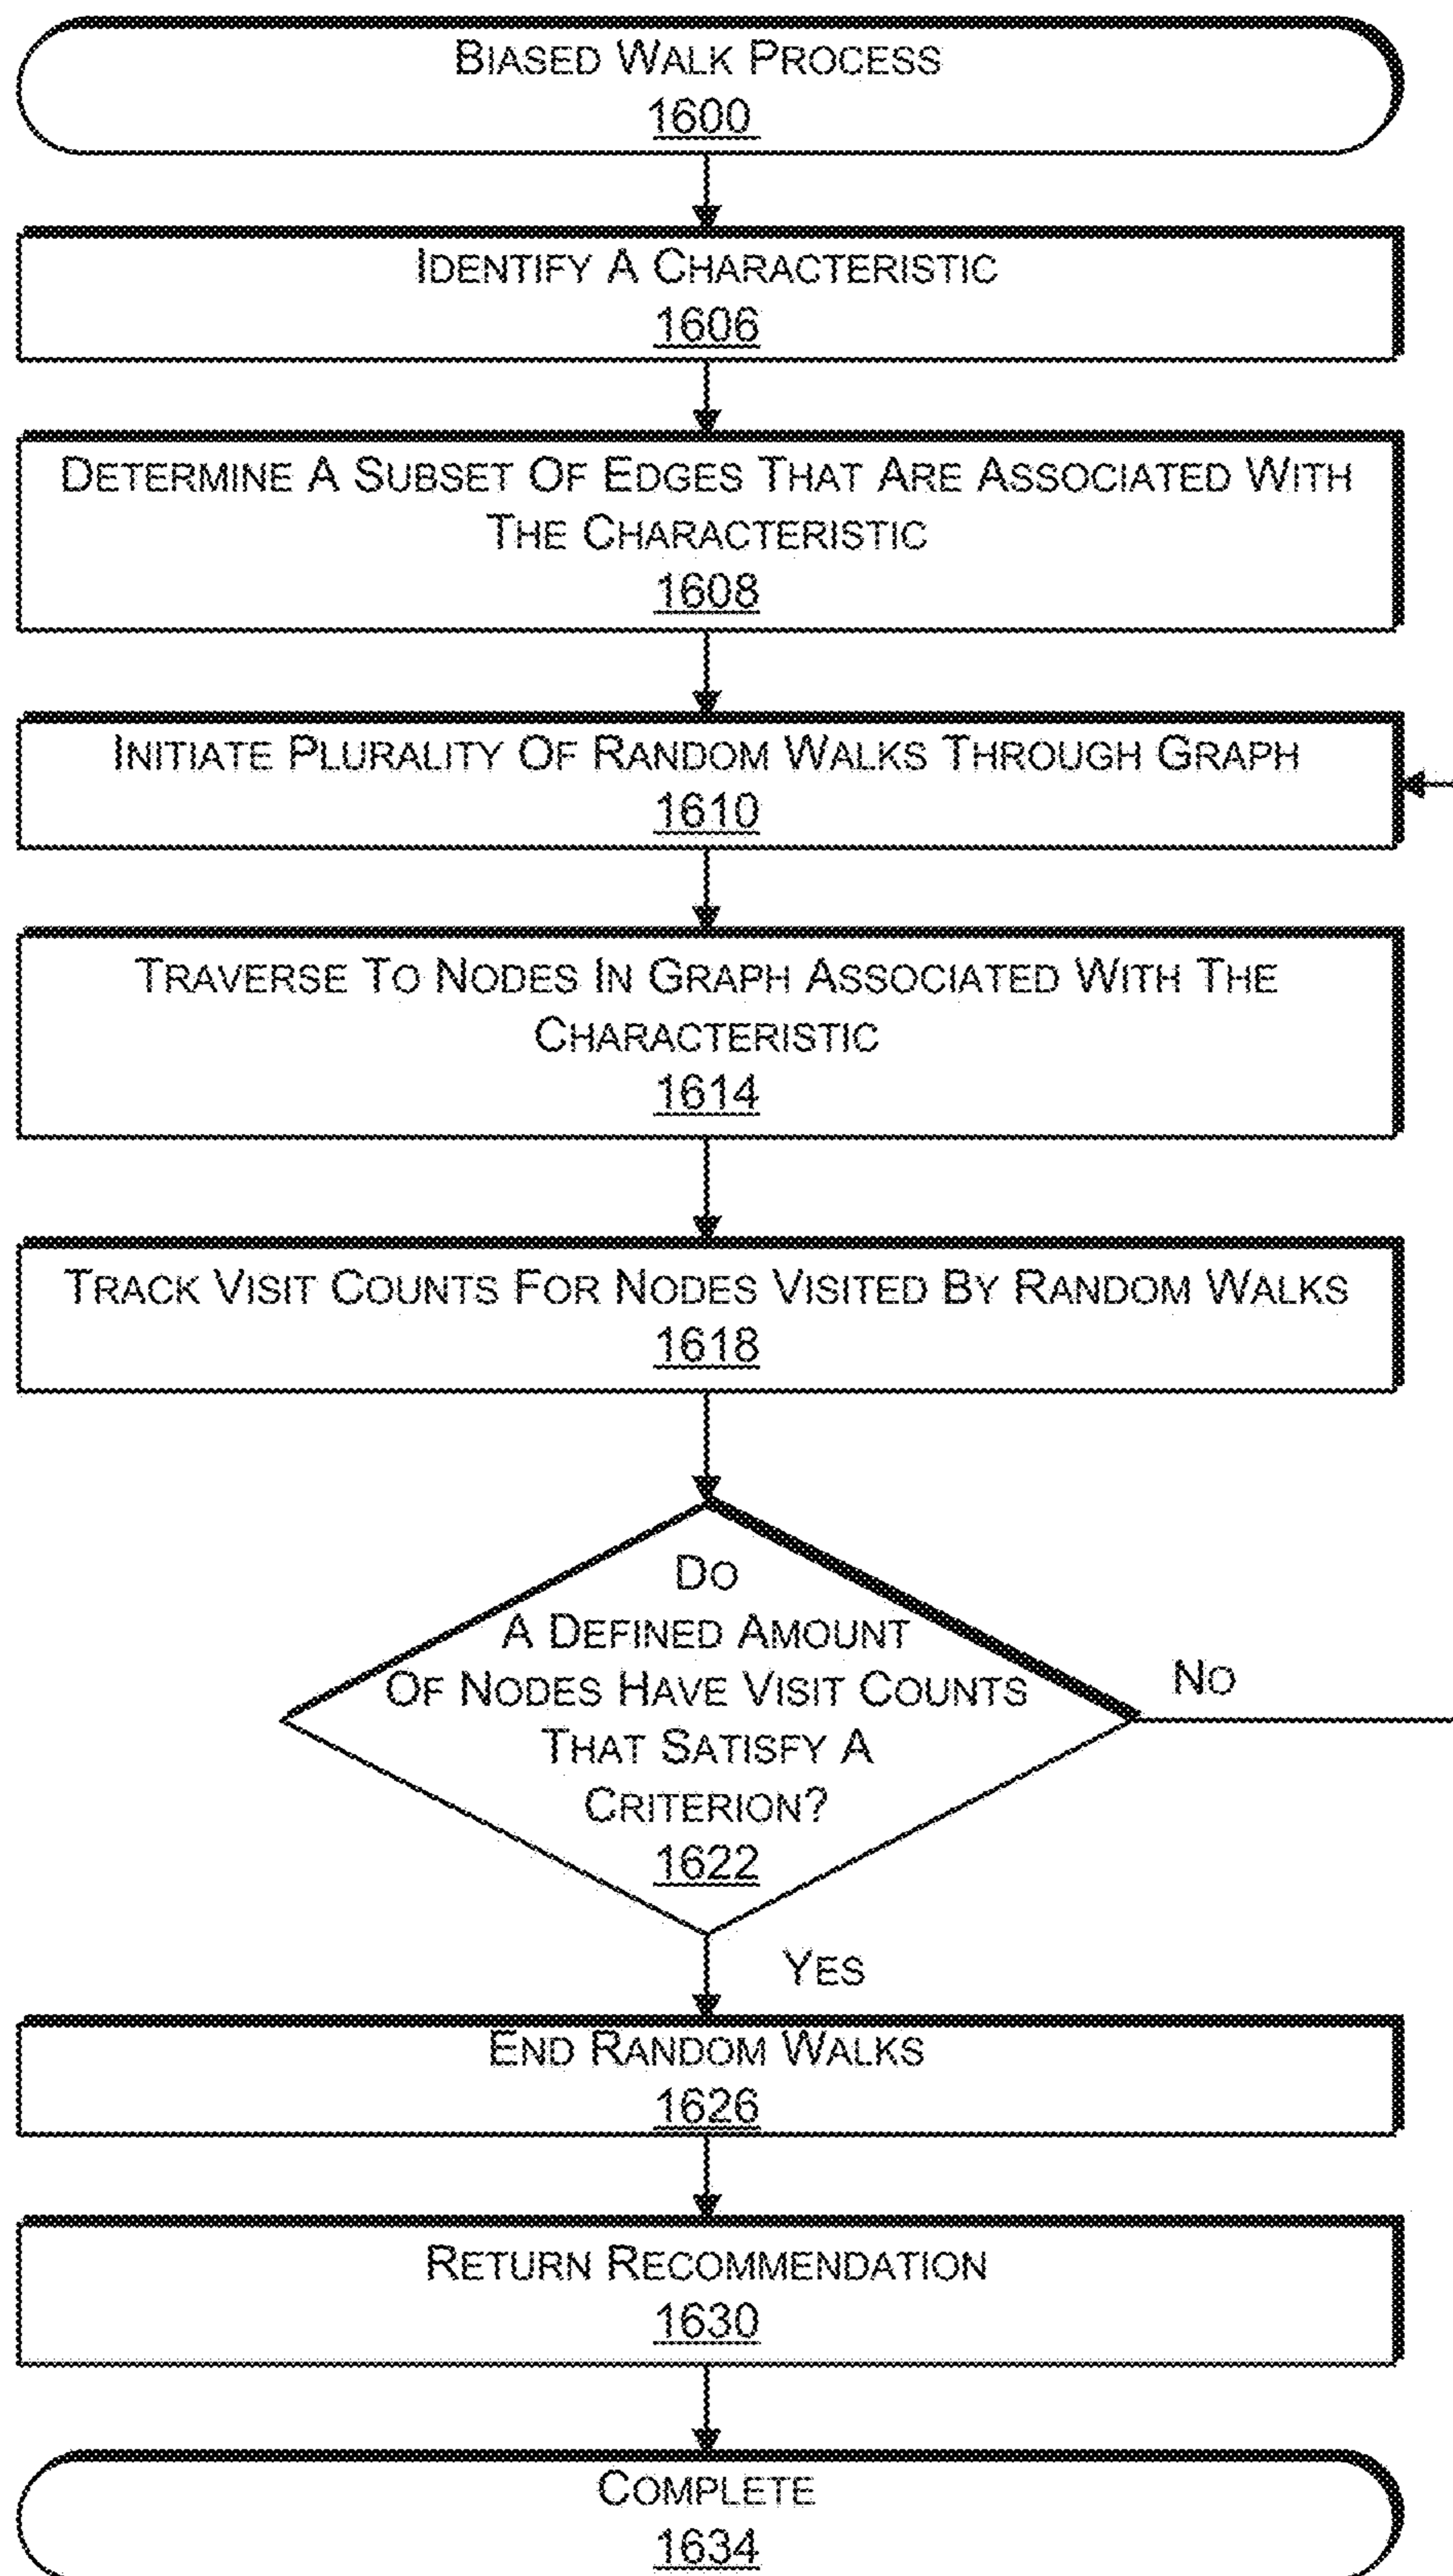 BIASED WALK PROCESS
1600
IDENTIFY A CHARACTERISTIC
1606
DETERMINE A SUBSET OF EDGES THAT ARE ASSOCIATED WITH
THE CHARACTERISTIC
1608
INITIATE PLURALITY OF RANDOM WALKS THROUGH GRAPH
1610
TRAVERSE TO NODES IN GRAPH ASSOCIATED WITH THE
CHARACTERISTIC
1614
TRACK VISIT COUNTS FOR NODES VISITED BY RANDOM WALKS
1618
DO
A DEFINED AMOUNT
OF NODES HAVE VISIT COUNTS
THAT SATISFY A
CRITERION?
1622
NO
YES
END RANDOM WALKS
1626
RETURN RECOMMENDATION
1630
COMPLETE
1634